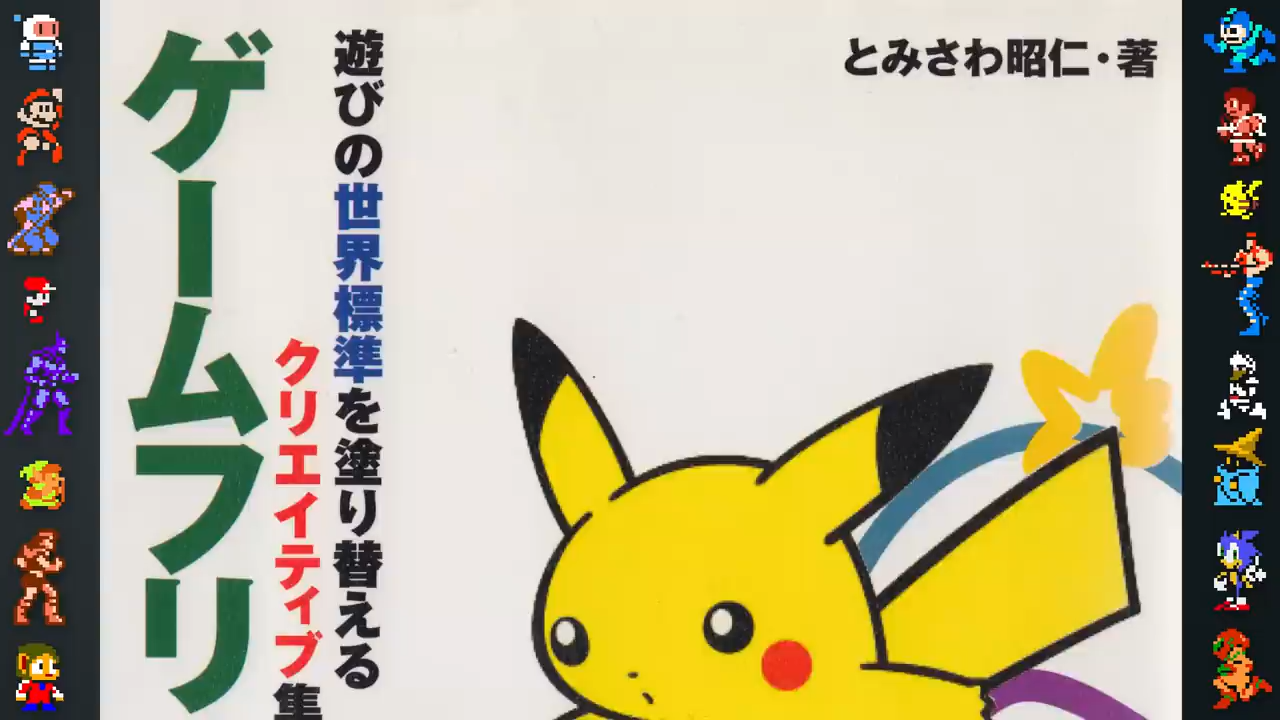 とみさわ昭仁・著
遊びの世界標準を塗り替える
クリエイティブ集
ゲームフリ